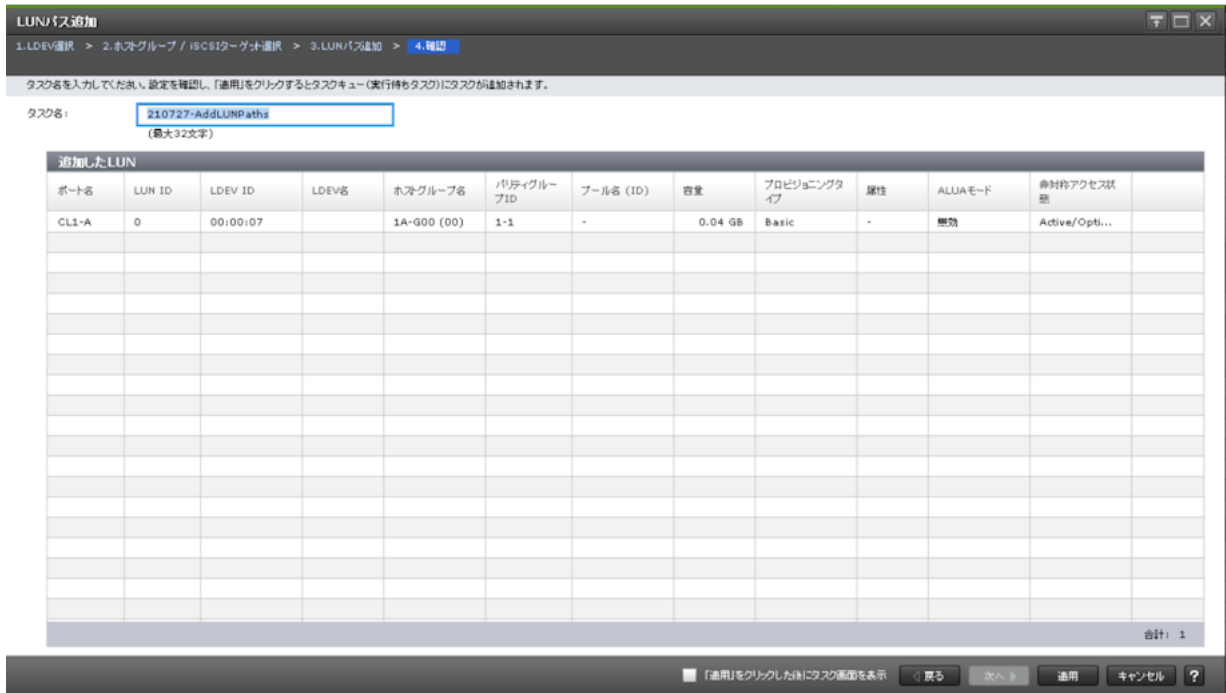 LUNパス追加
1.LDEV選択 > 2.ホストグループ / iSCSIターゲット選択 > 3.LUNパス追加 > 4.確認
タスク名を入力してください。設定を確認し、「適用」をクリックするとタスクキュー(実行待ちタスク)にタスクが追加されます。
タスク名: 210727-AddLUNPaths
(最大32文字)
追加したLUN
ポート名 LUN ID LDEV ID LDEV名 ホストグループ名 パリティグループID プール名 (ID) 容量 プロビジョニングタイプ 属性 ALUAモード 非対称アクセス状態
CL1-A 0 00:00:07 1A-G00 (00) 1-1 - 0.04 GB Basic - 無効 Active/Opti...
合計: 1
「適用」をクリックした後にタスク画面を表示 戻る 次へ 適用 キャンセル ?